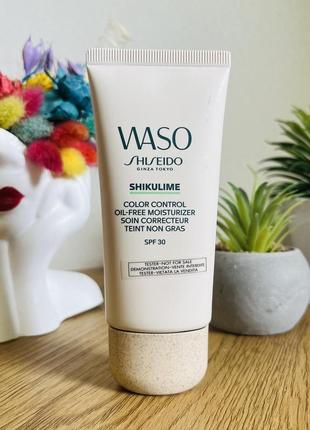 WASO
SHISEIDO
GINZA TOKYO
SHIKULIME
COLOR CONTROL
OIL-FREE MOISTURIZER
SOIN CORRECTEUR
TEINT NON GRAS
SPF 30
TESTER-NOT FOR SALE
DEMONSTRATION-VENTE INTERDITE
TESTER-VIETATA LA VENDITA